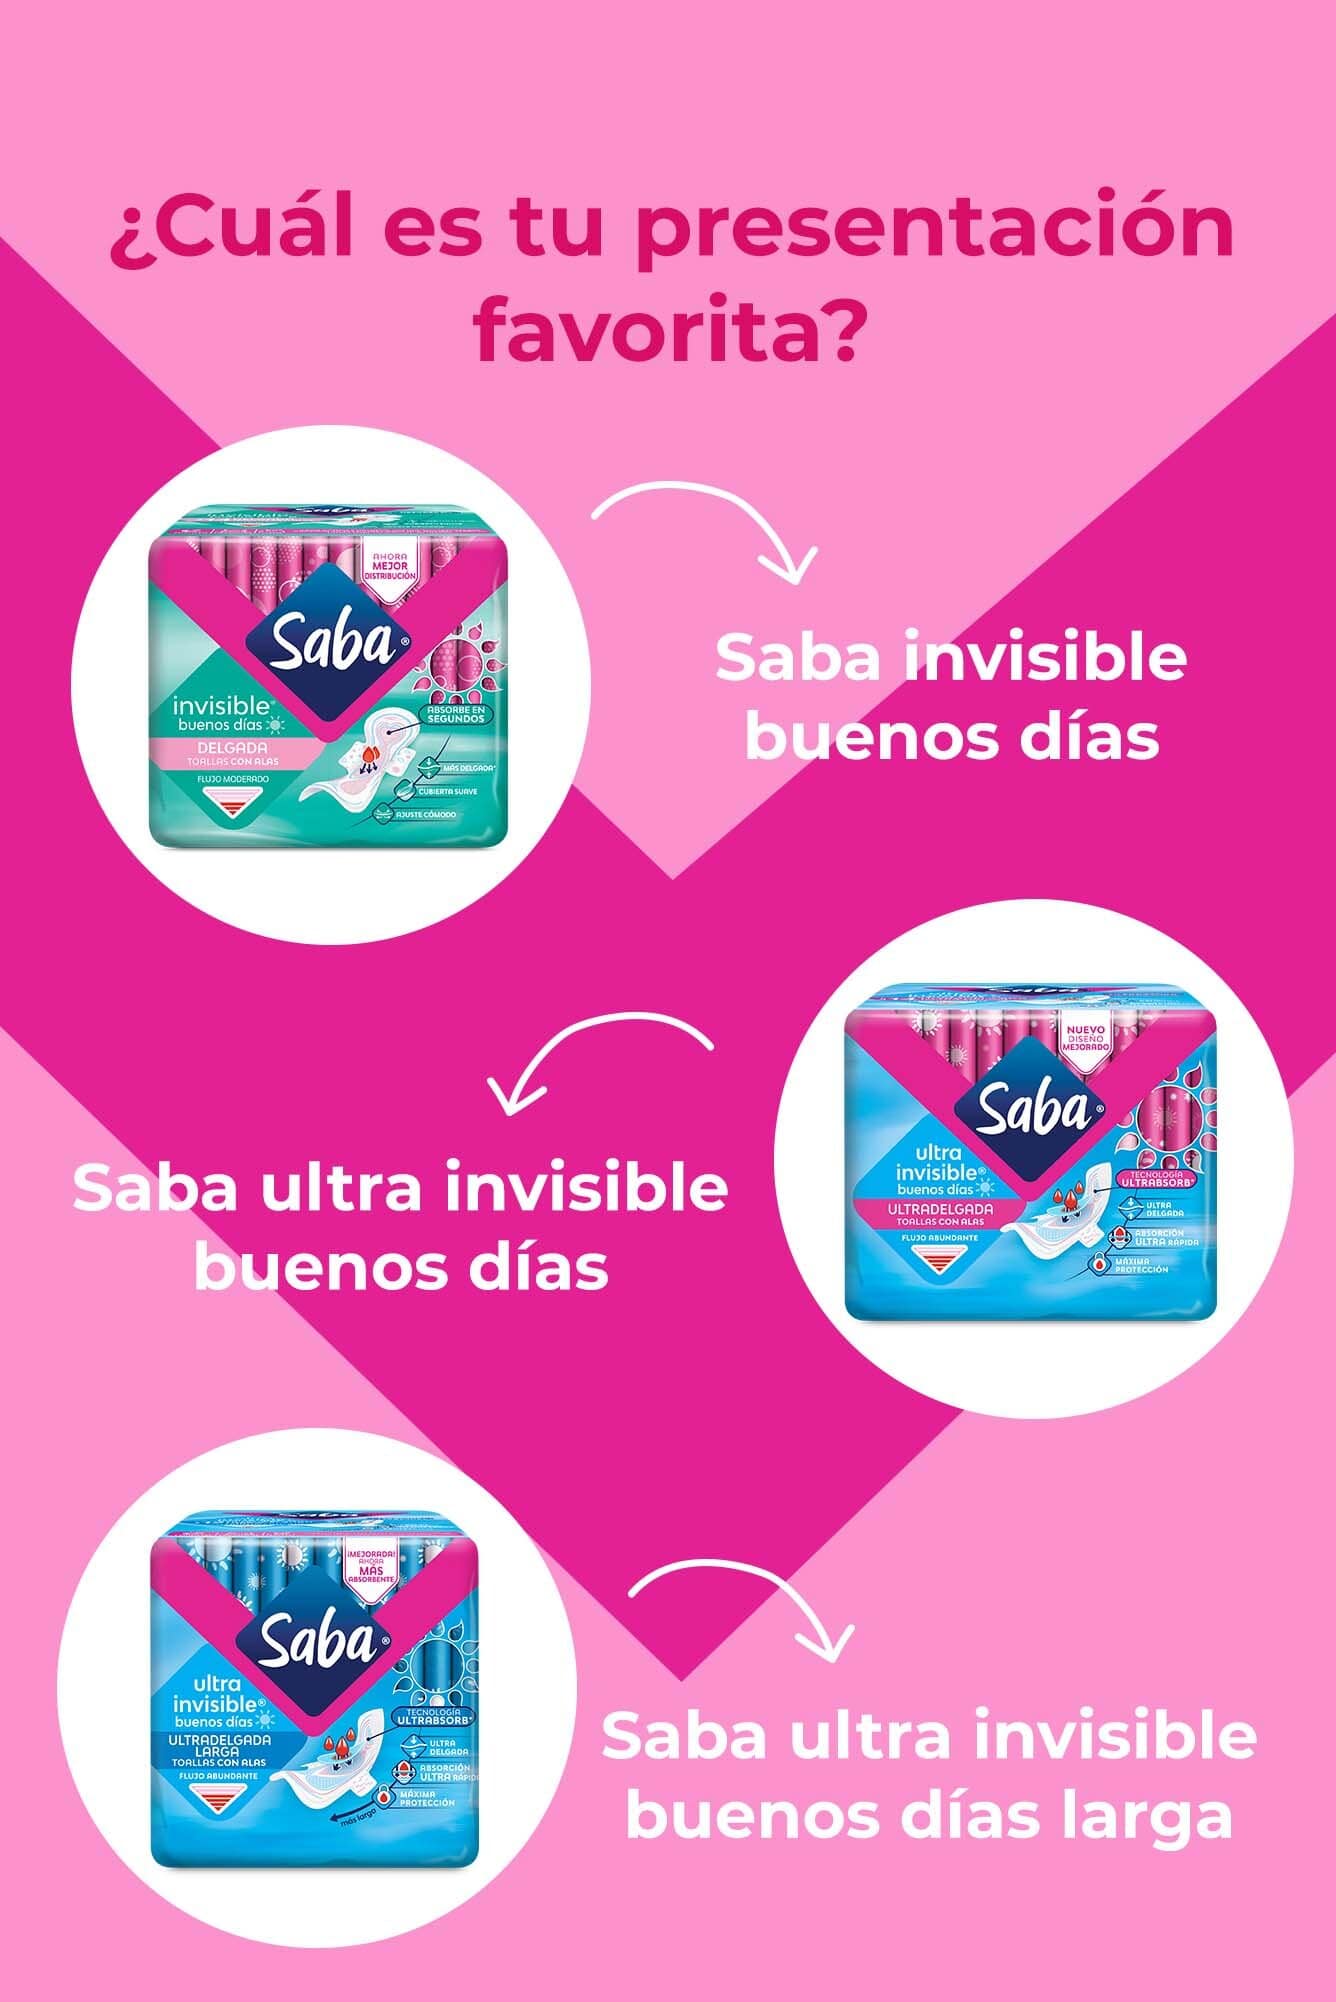 ¿Cuál es tu presentación
favorita?
AHORA
MEJOR
DISTRIBUCIÓN
Saba®
invisible®
buenos días
DELGADA
TOALLAS CON ALAS
FLUJO MODERADO
ABSORBE EN
SEGUNDOS
MÁS DELGADA*
CUBIERTA SUAVE
AJUSTE CÓMODO
Saba invisible
buenos días
NUEVO
DISEÑO
MEJORADO
Saba®
ultra
invisible®
buenos días
ULTRADELGADA
TOALLAS CON ALAS
FLUJO ABUNDANTE
TECNOLOGÍA
ULTRABSORB*
ULTRA
DELGADA
ABSORCIÓN
ULTRA RÁPIDA
MÁXIMA
PROTECCIÓN
Saba ultra invisible
buenos días
¡MEJORADA!
AHORA
MÁS
ABSORBENTE
Saba®
ultra
invisible®
buenos días
ULTRADELGADA
LARGA
TOALLAS CON ALAS
FLUJO ABUNDANTE
TECNOLOGÍA
ULTRABSORB*
ULTRA
DELGADA
ABSORCIÓN
ULTRA RÁPID
MÁXIMA
PROTECCIÓN
más largo
Saba ultra invisible
buenos días larga